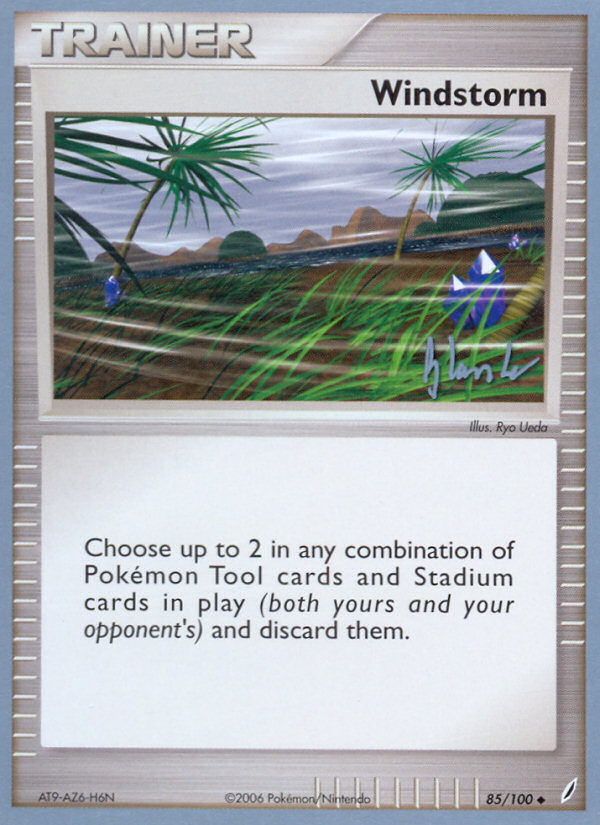 TRAINER
Windstorm
Illus. Ryo Ueda
Choose up to 2 in any combination of
Pokémon Tool cards and Stadium
cards in play (both yours and your
opponent's) and discard them.
AT9-AZ6-H6N ©2006 Pokémon/Nintendo 85/100 ◆